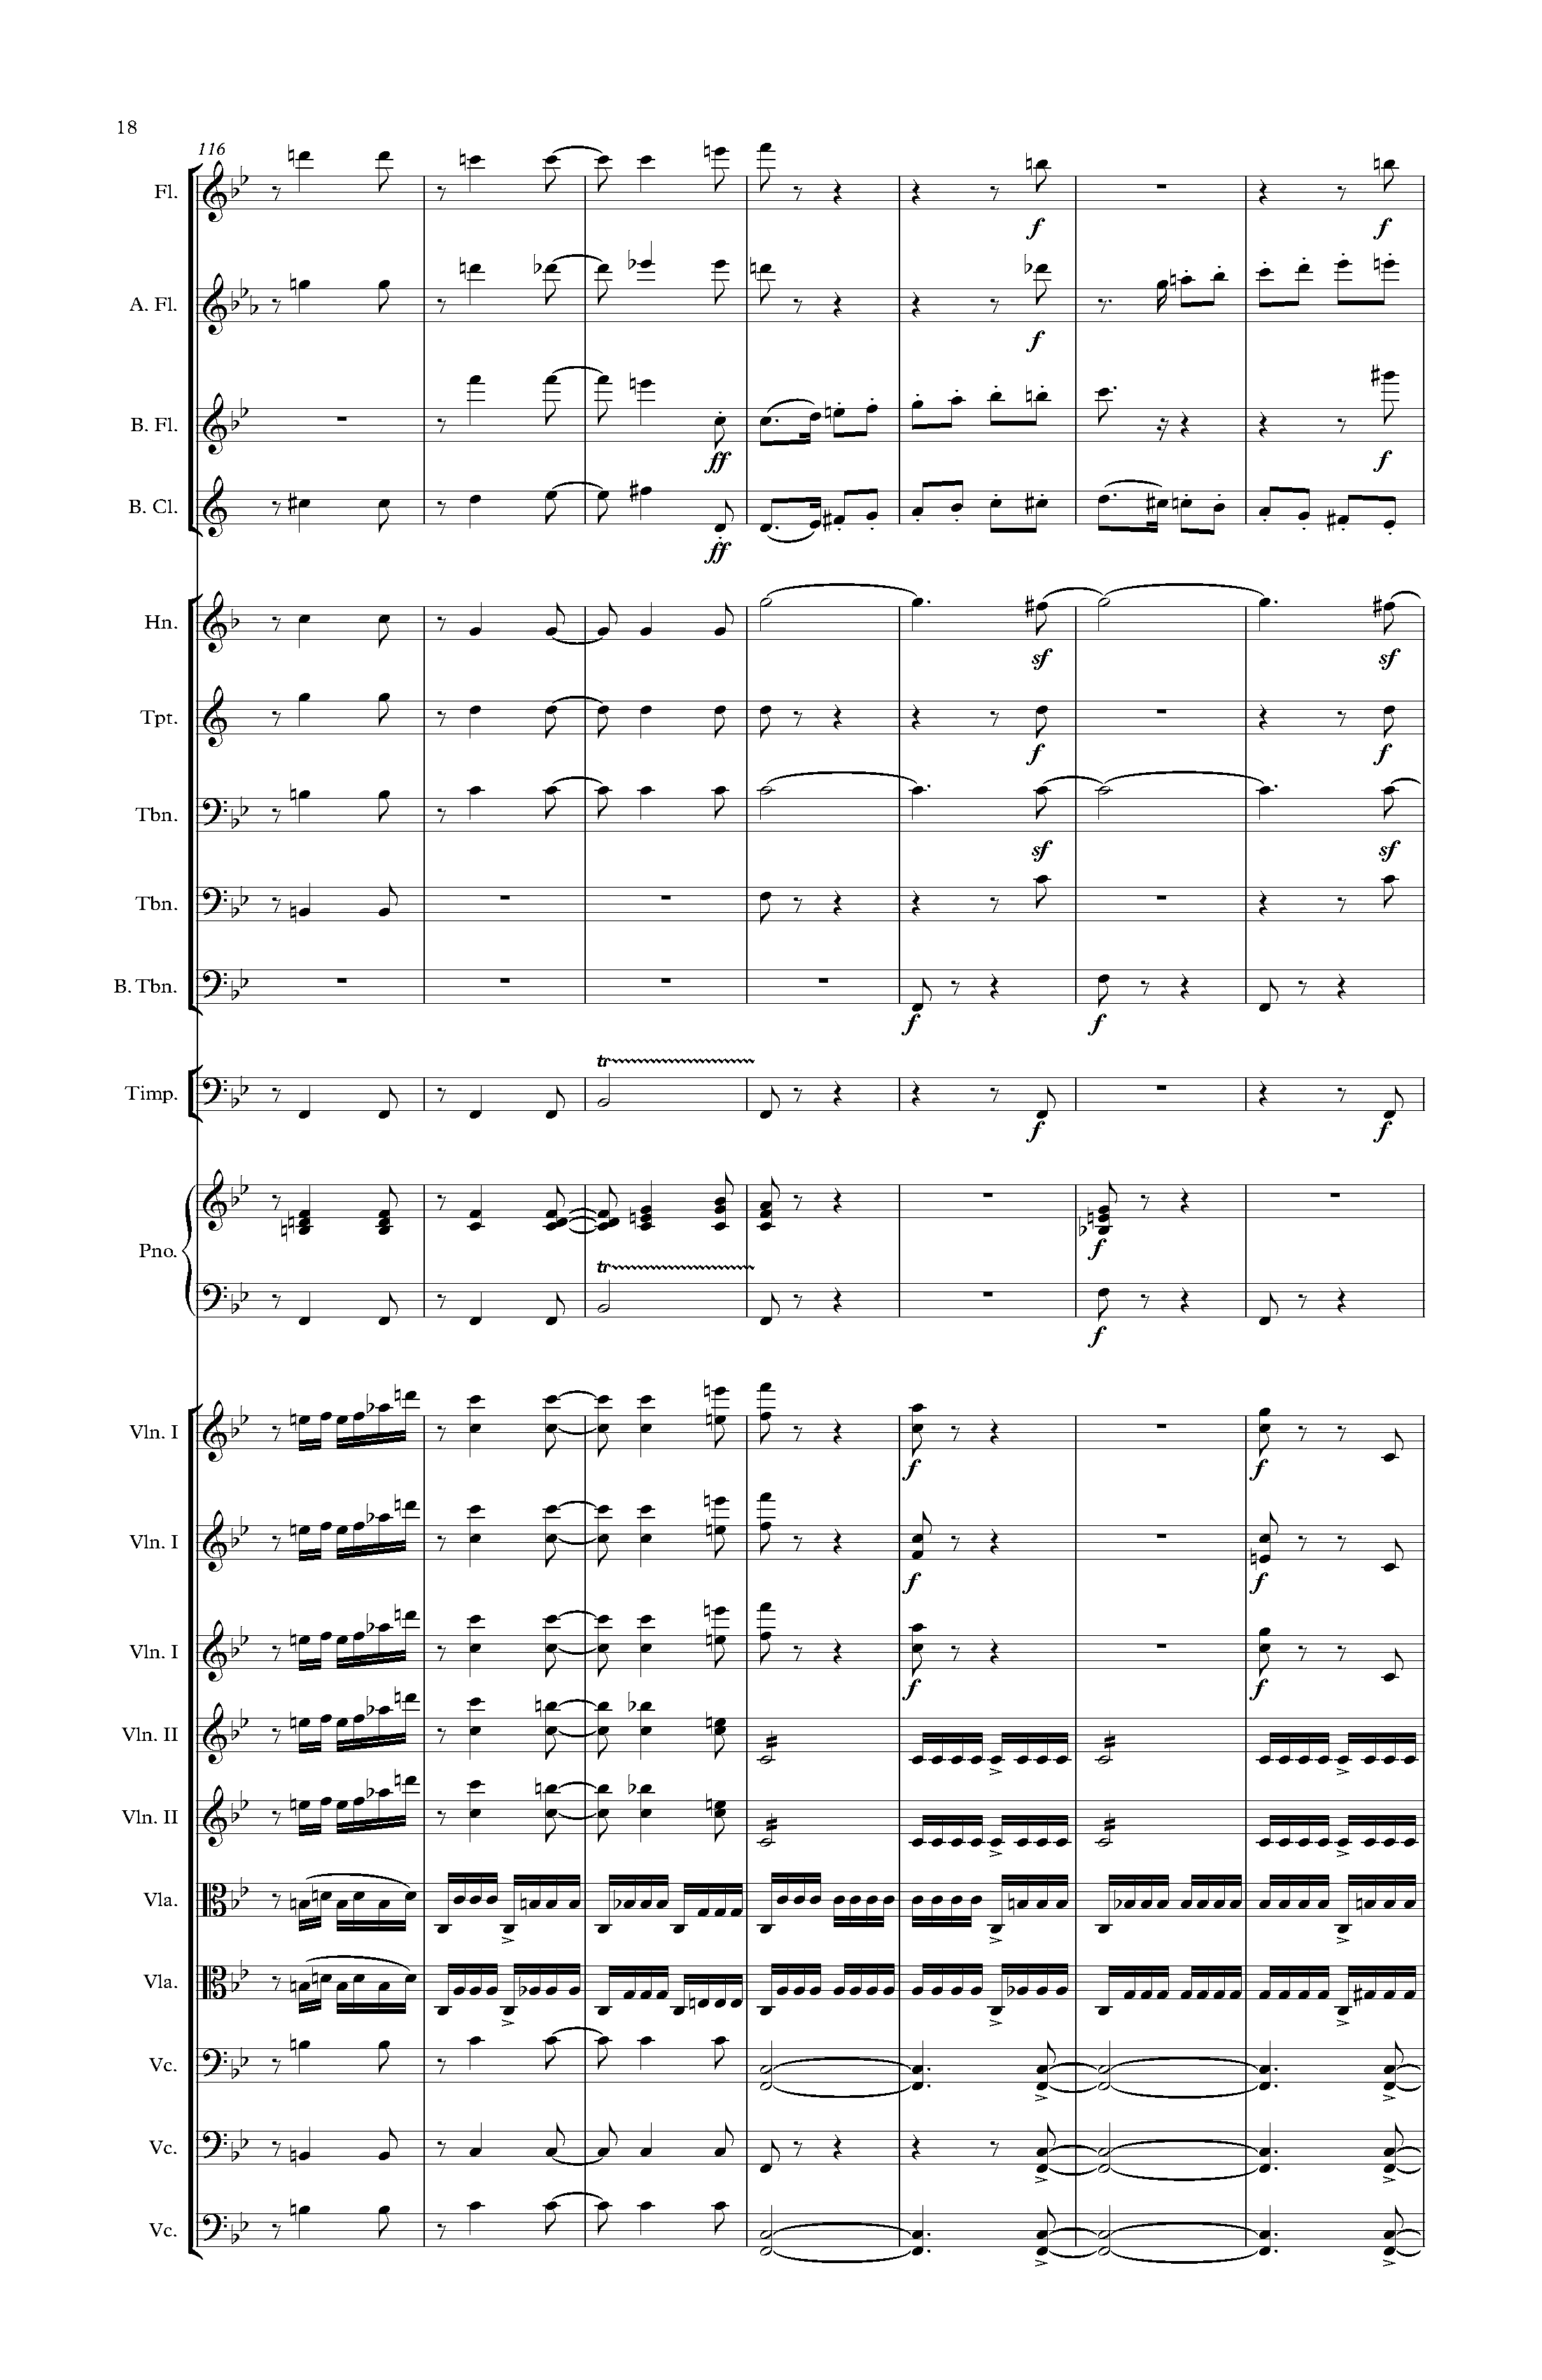 18
116
Fl.
f
f
A. Fl.
f
B. Fl.
ff
f
B. Cl.
ff
Hn.
sf
sf
Tpt.
f
f
Tbn.
sf
sf
Tbn.
B. Tbn.
f
f
tr
Timp.
f
f
Pno.
f
tr
f
Vln. I
f
f
Vln. I
f
f
Vln. I
f
f
Vln. II
Vln. II
Vla.
Vla.
Vc.
Vc.
Vc.